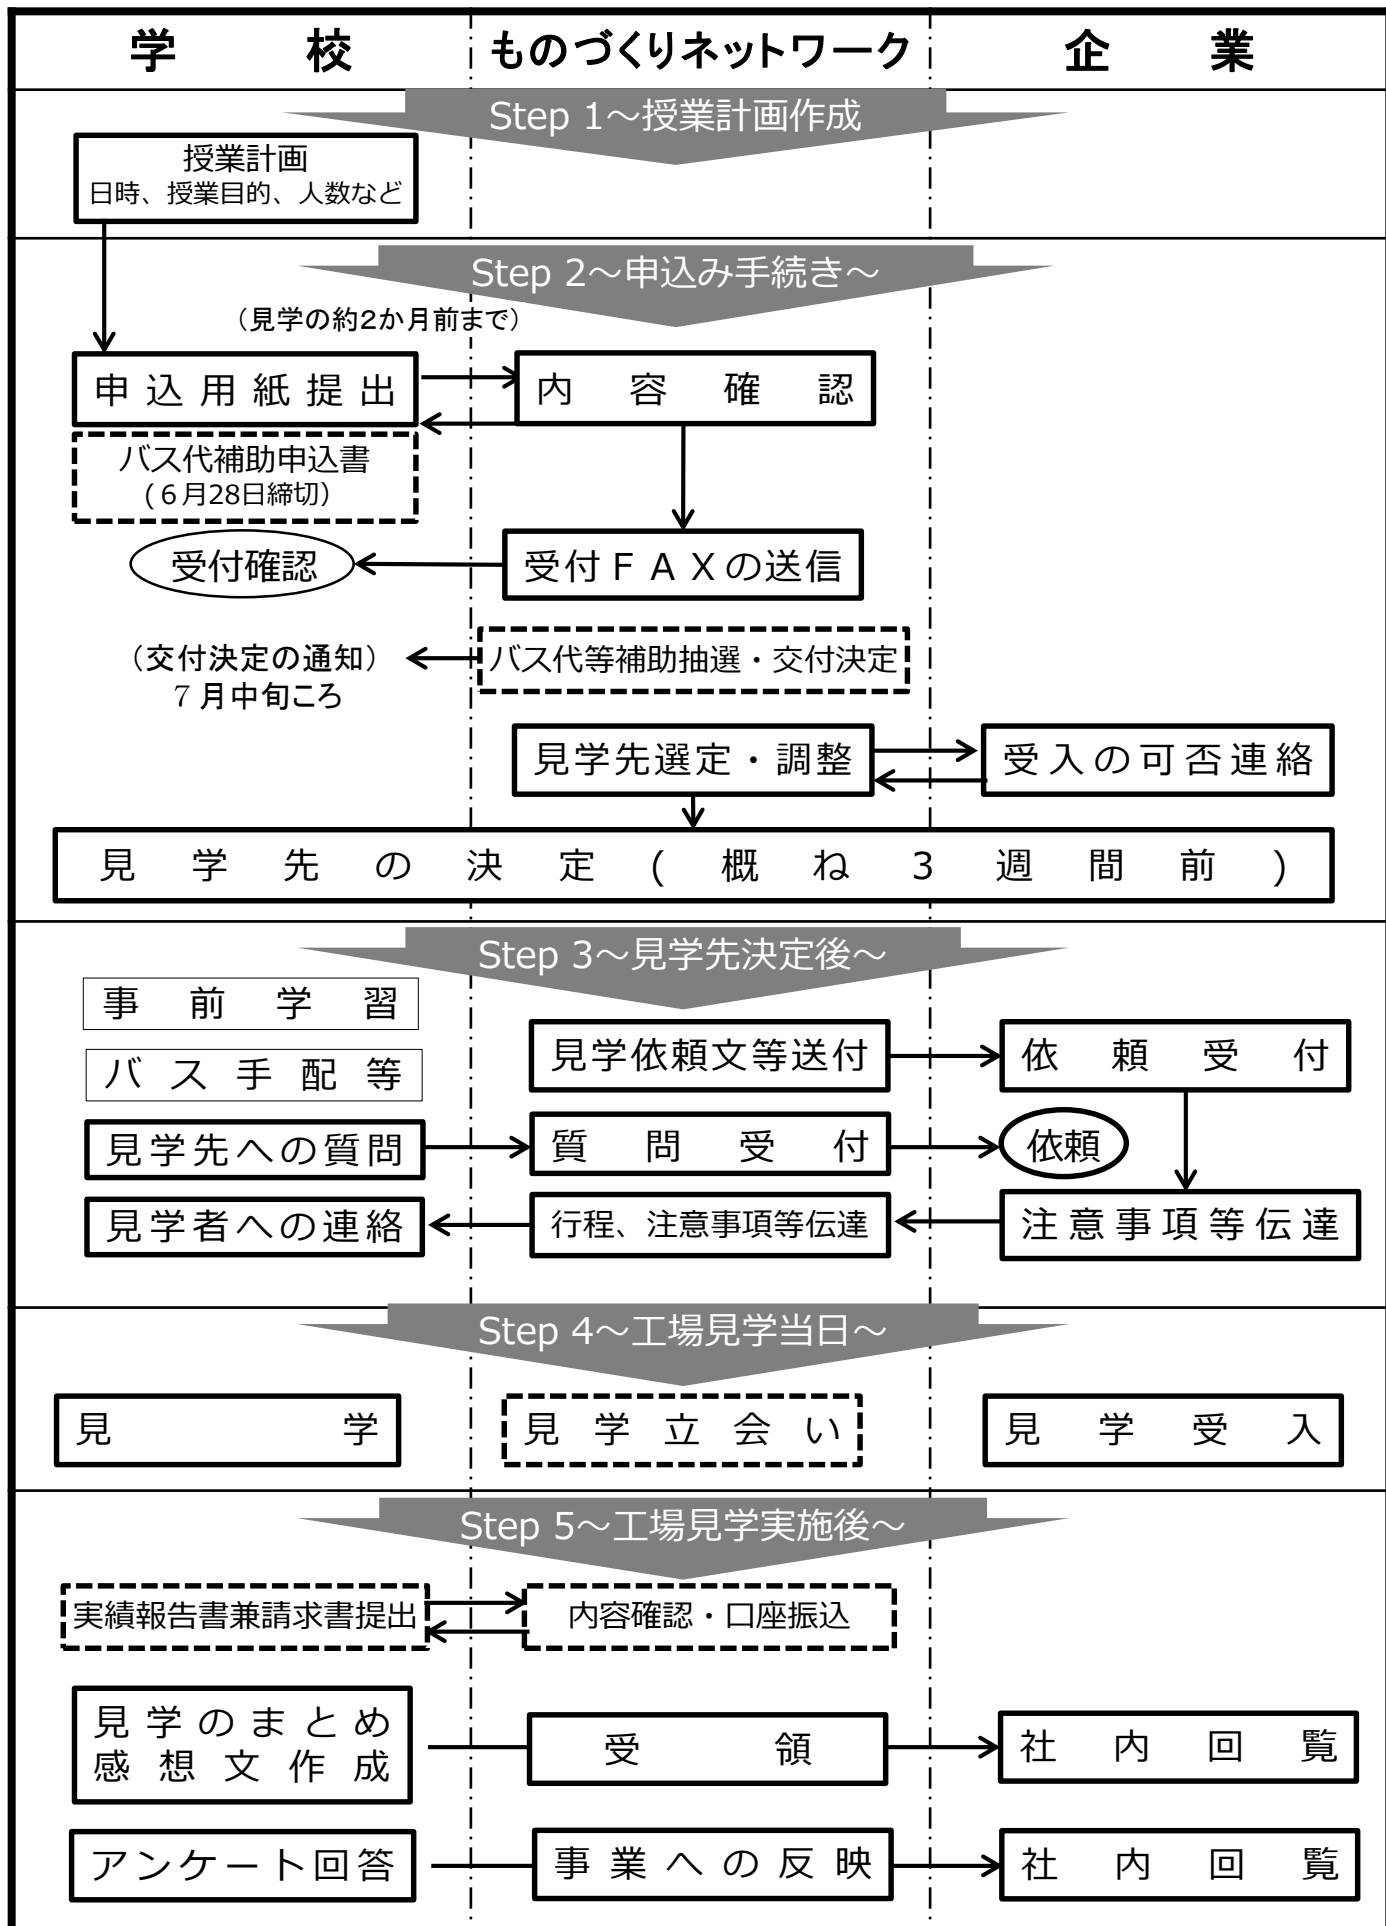 学校
ものづくりネットワーク
企業
Step 1～授業計画作成
授業計画
日時、授業目的、人数など
Step 2～申込み手続き～
（見学の約2か月前まで）
申込用紙提出
内容確認
バス代補助申込書
(６月28日締切）
受付確認
受付ＦＡＸの送信
（交付決定の通知）
７月中旬ころ
バス代等補助抽選・交付決定
見学先選定・調整
受入の可否連絡
見学先の決定(概ね３週間前)
Step 3～見学先決定後～
事前学習
見学依頼文等送付
依頼受付
バス手配等
見学先への質問
質問受付
依頼
見学者への連絡
行程、注意事項等伝達
注意事項等伝達
Step 4～工場見学当日～
見学
見学立会い
見学受入
Step 5～工場見学実施後～
実績報告書兼請求書提出
内容確認・口座振込
見学のまとめ
感想文作成
受領
社内回覧
アンケート回答
事業への反映
社内回覧